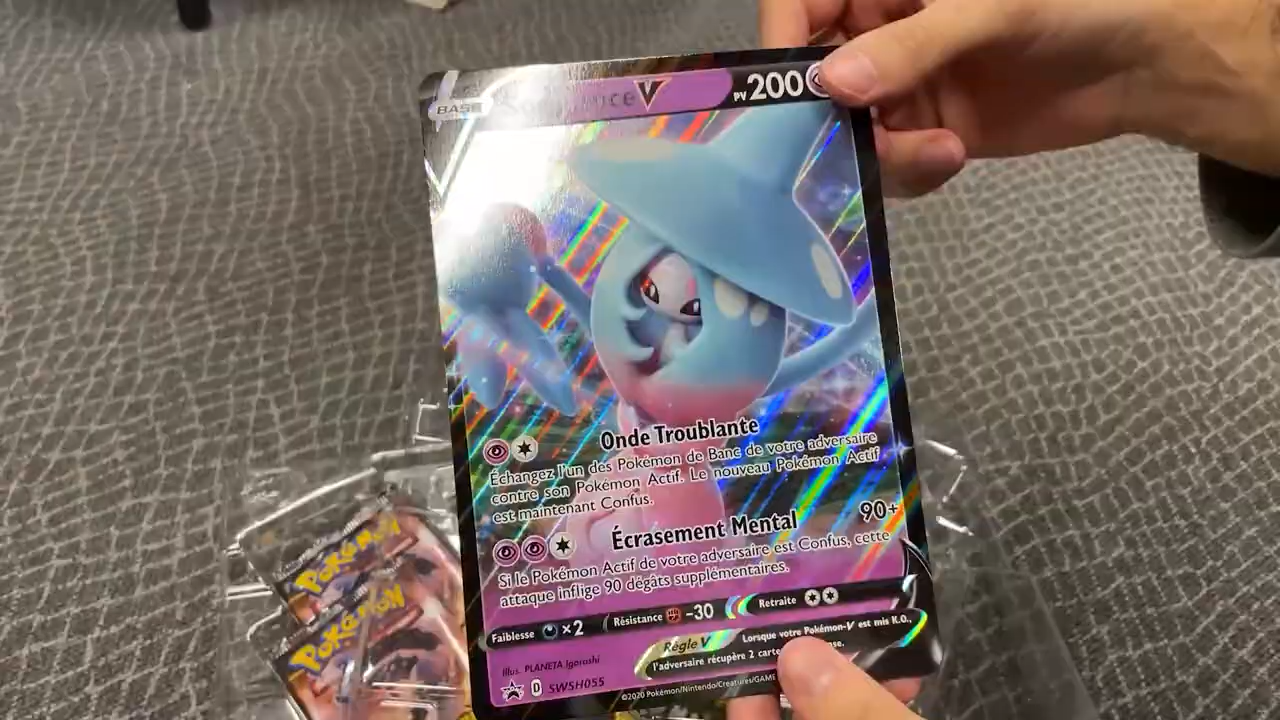 BASE
V
PV 200
Onde Troublante
Échangez l'un des Pokémon de Banc de votre adversaire
contre son Pokémon Actif. Le nouveau Pokémon Actif
est maintenant Confus.
Écrasement Mental 90+
Si le Pokémon Actif de votre adversaire est Confus, cette
attaque inflige 90 dégâts supplémentaires.
Faiblesse ×2 Résistance -30 Retraite
Règle V Lorsque votre Pokémon-V est mis K.O.,
l'adversaire récupère 2
Illus. PLANETA Igarashi
D SWSH055
©2020 Pokémon/Nintendo/Creatures/GAME
Pokémon
Pokémon